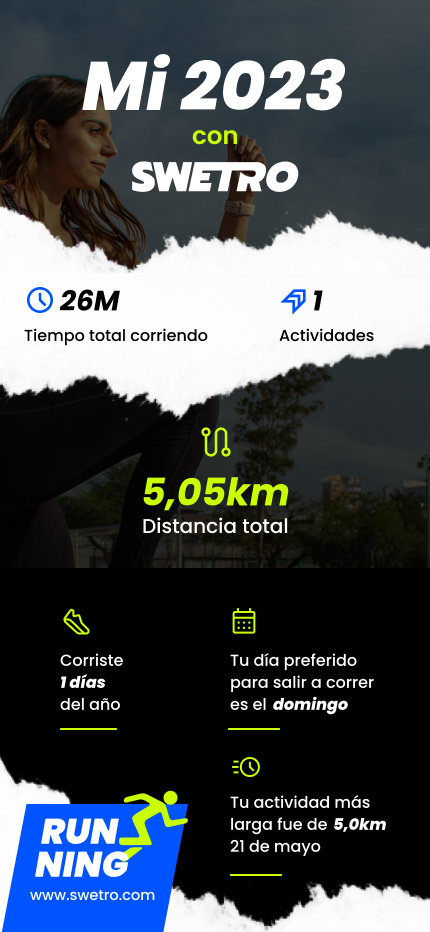 Mi 2023
con
SWETRO
26M
Tiempo total corriendo
1
Actividades
5,05km
Distancia total
Corriste
1 días
del año
Tu día preferido
para salir a correr
es el domingo
Tu actividad más
larga fue de 5,0km
21 de mayo
RUN
NING
www.swetro.com